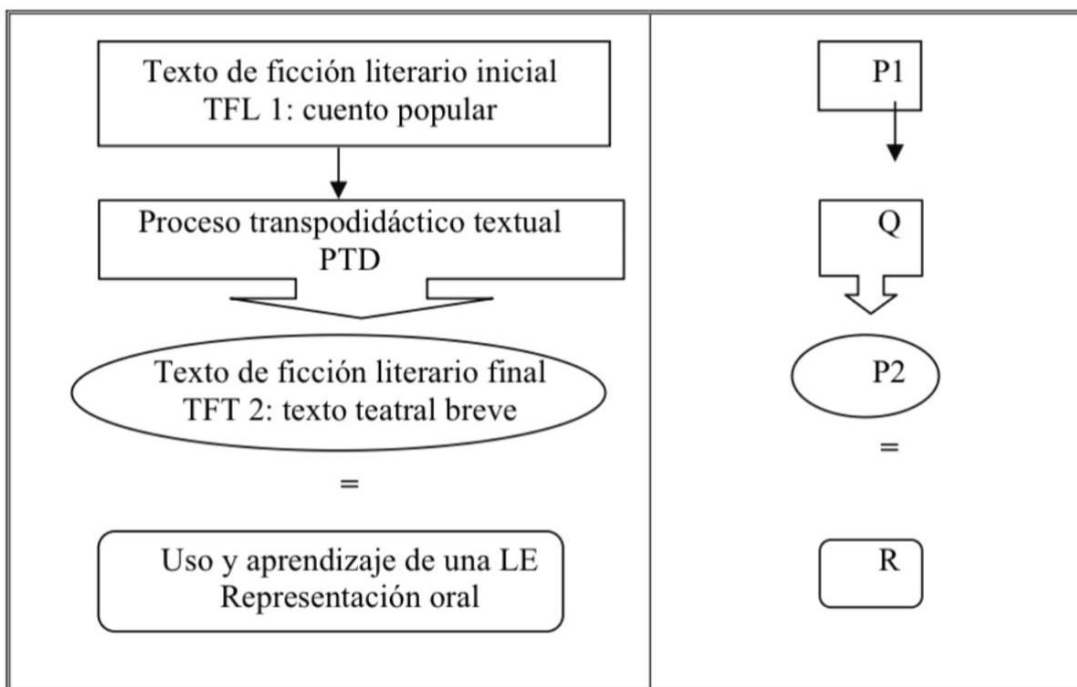 Texto de ficción literario inicial
TFL 1: cuento popular
Proceso transpodidáctico textual
PTD
Texto de ficción literario final
TFT 2: texto teatral breve
=
Uso y aprendizaje de una LE
Representación oral
P1
Q
P2
=
R